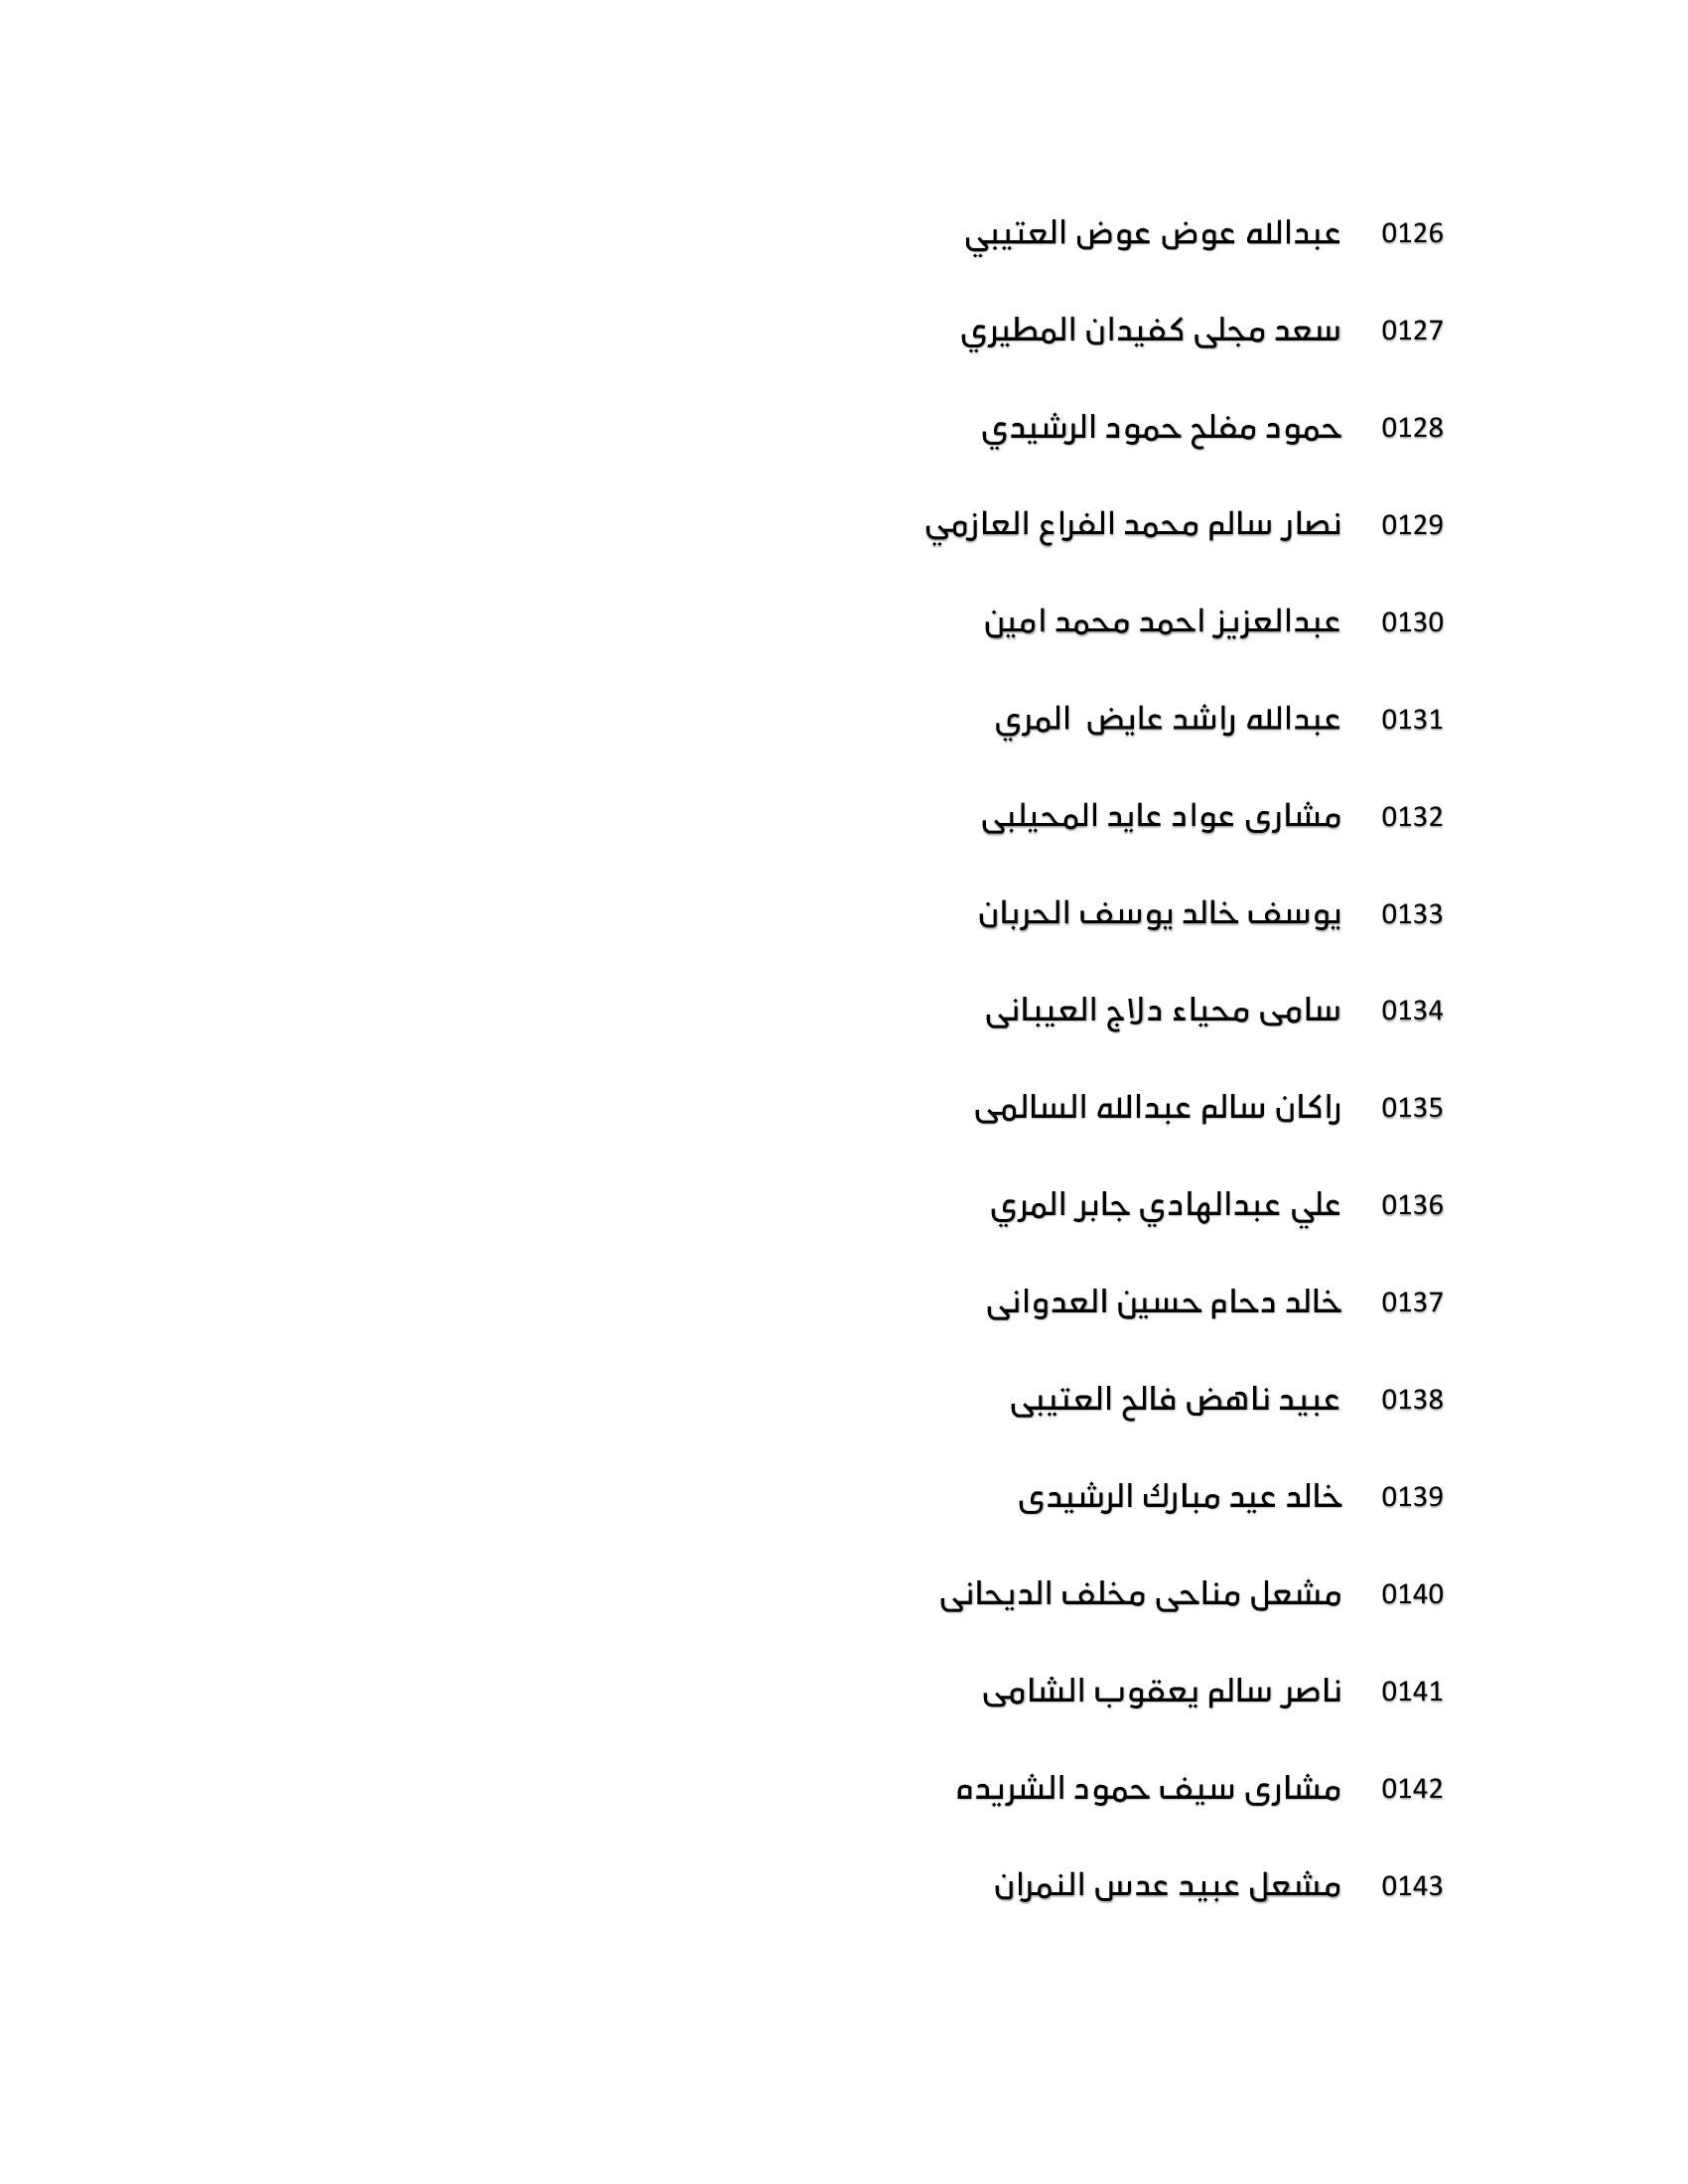 0126 عبدالله عوض عوض العتيبي
0127 سعد مجلى كفيدان المطيري
0128 حمود مفلح حمود الرشيدي
0129 نصار سالم محمد الفراع العازمي
0130 عبدالعزيز احمد محمد امين
0131 عبدالله راشد عايض المري
0132 مشارى عواد عايد المحيلبى
0133 يوسف خالد يوسف الحربان
0134 سامى محياء دلاج العيبانى
0135 راكان سالم عبدالله السالمى
0136 علي عبدالهادي جابر المري
0137 خالد دحام حسين العدوانى
0138 عبيد ناهض فالح العتيبى
0139 خالد عيد مبارك الرشيدى
0140 مشعل مناحى مخلف الديحانى
0141 ناصر سالم يعقوب الشامى
0142 مشارى سيف حمود الشريده
0143 مشعل عبيد عدس النمران